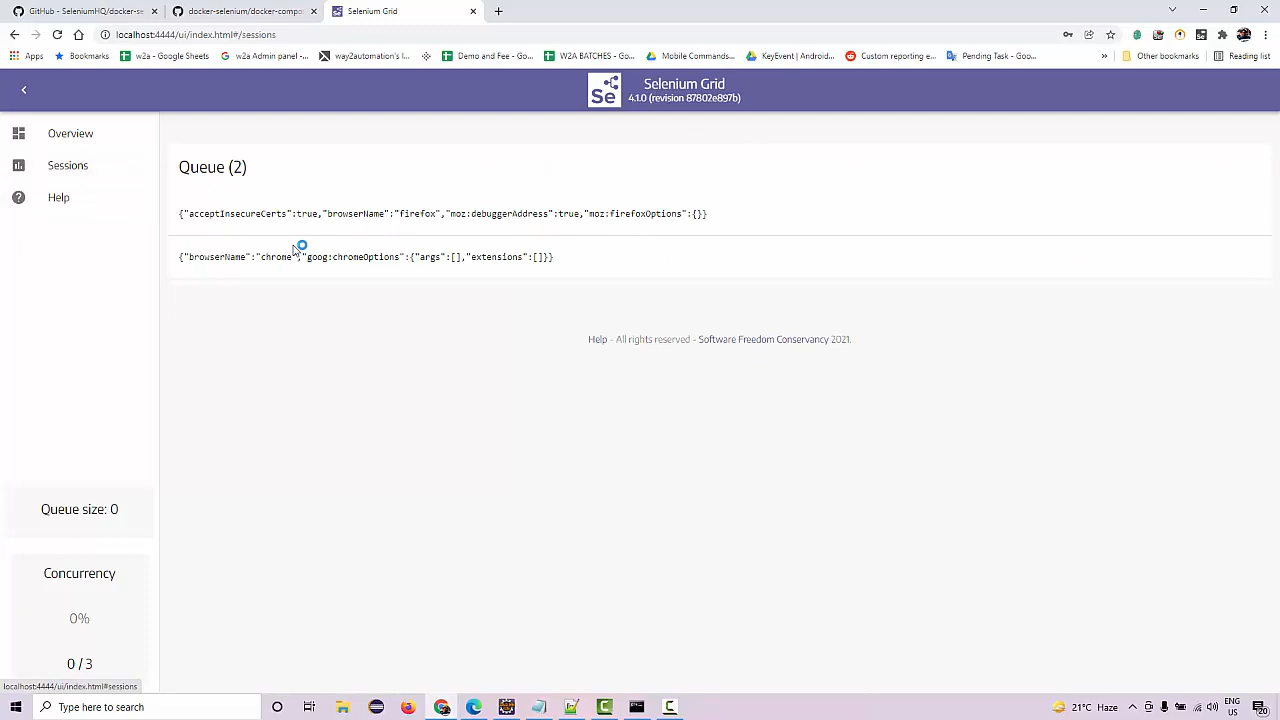 GitHub - SeleniumHQ/docker-se
docker-selenium/docker-compo
Selenium Grid
localhost:4444/ui/index.html#/sessions
Apps
Bookmarks
w2a - Google Sheets
w2a Admin panel -...
way2automation's l...
Demo and Fee - Go...
W2A BATCHES - Go...
Mobile Commands...
KeyEvent | Android...
Custom reporting e...
Pending Task - Goo...
»
Other bookmarks
Reading list
Selenium Grid
4.1.0 (revision 87802e897b)
Overview
Sessions
Help
Queue (2)
{"acceptInsecureCerts":true,"browserName":"firefox","moz:debuggerAddress":true,"moz:firefoxOptions":{}}
{"browserName":"chrome","goog:chromeOptions":{"args":[],"extensions":[]}}
Help - All rights reserved - Software Freedom Conservancy 2021.
Queue size: 0
Concurrency
0%
0 / 3
localhost:4444/ui/index.html#sessions
Type here to search
21°C Haze
ENG